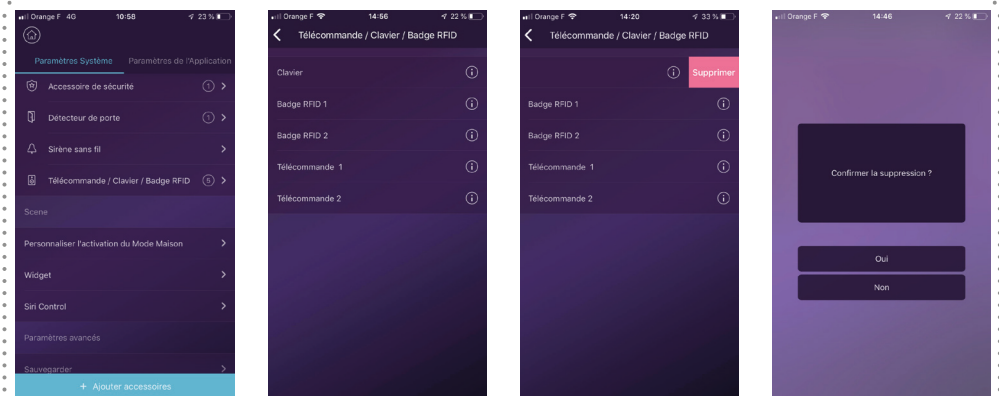 Orange F 4G 10:58 23 %
Paramètres Système Paramètres de l'Application
Accessoire de sécurité 1
Détecteur de porte 1
Sirène sans fil
Télécommande / Clavier / Badge RFID 5
Scene
Personnaliser l'activation du Mode Maison
Widget
Siri Control
Paramètres avancés
Sauvegarder
+ Ajouter accessoires
Orange F 14:56 22 %
Télécommande / Clavier / Badge RFID
Clavier
Badge RFID 1
Badge RFID 2
Télécommande 1
Télécommande 2
Orange F 14:20 33 %
Télécommande / Clavier / Badge RFID
Supprimer
Badge RFID 1
Badge RFID 2
Télécommande 1
Télécommande 2
Orange F 14:46 22 %
Confirmer la suppression ?
Oui
Non